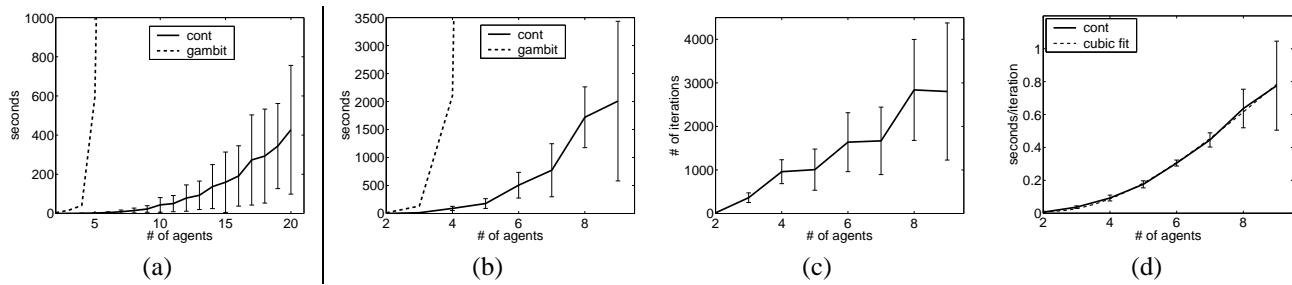 1000
800
600
400
200
0
seconds
5
10
15
20
# of agents
cont
gambit
(a)
3500
3000
2500
2000
1500
1000
500
0
seconds
2
4
6
8
# of agents
cont
gambit
(b)
4000
3000
2000
1000
0
# of iterations
2
4
6
8
# of agents
(c)
1
0.8
0.6
0.4
0.2
0
seconds/iteration
2
4
6
8
# of agents
cont
cubic fit
(d)